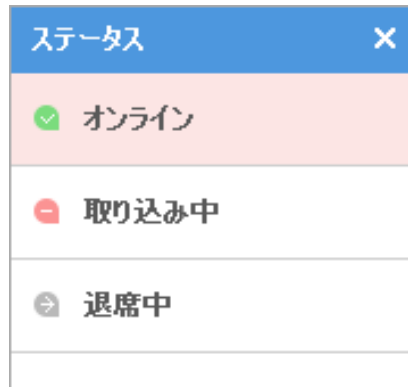 ステータス
オンライン
取り込み中
退席中